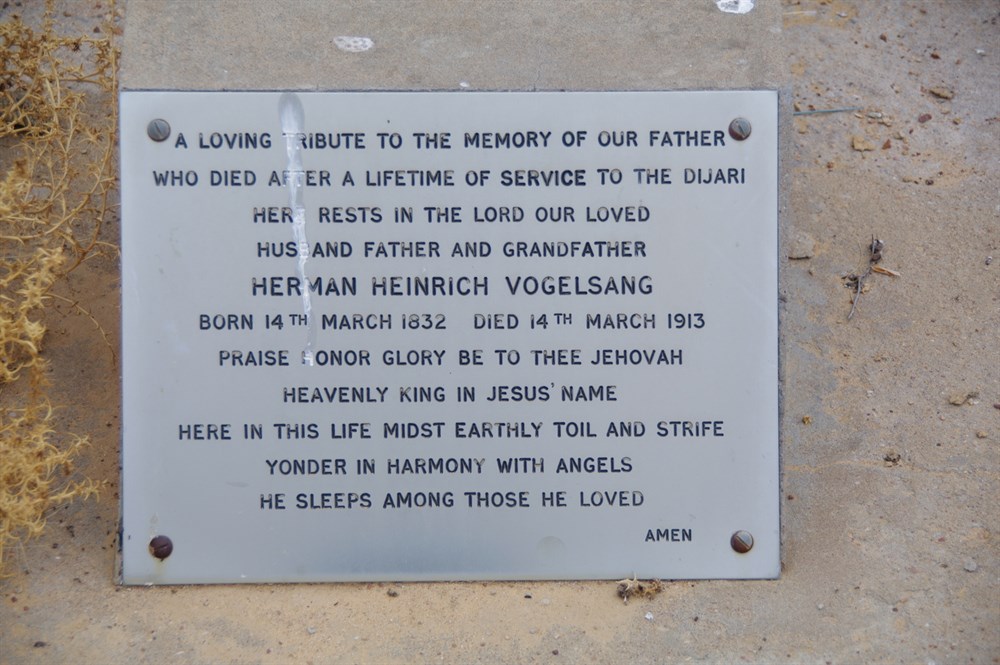 A LOVING TRIBUTE TO THE MEMORY OF OUR FATHER
WHO DIED AFTER A LIFETIME OF SERVICE TO THE DIJARI
HERE RESTS IN THE LORD OUR LOVED
HUSBAND FATHER AND GRANDFATHER
HERMAN HEINRICH VOGELSANG
BORN 14TH MARCH 1832 DIED 14TH MARCH 1913
PRAISE HONOR GLORY BE TO THEE JEHOVAH
HEAVENLY KING IN JESUS' NAME
HERE IN THIS LIFE MIDST EARTHLY TOIL AND STRIFE
YONDER IN HARMONY WITH ANGELS
HE SLEEPS AMONG THOSE HE LOVED
AMEN